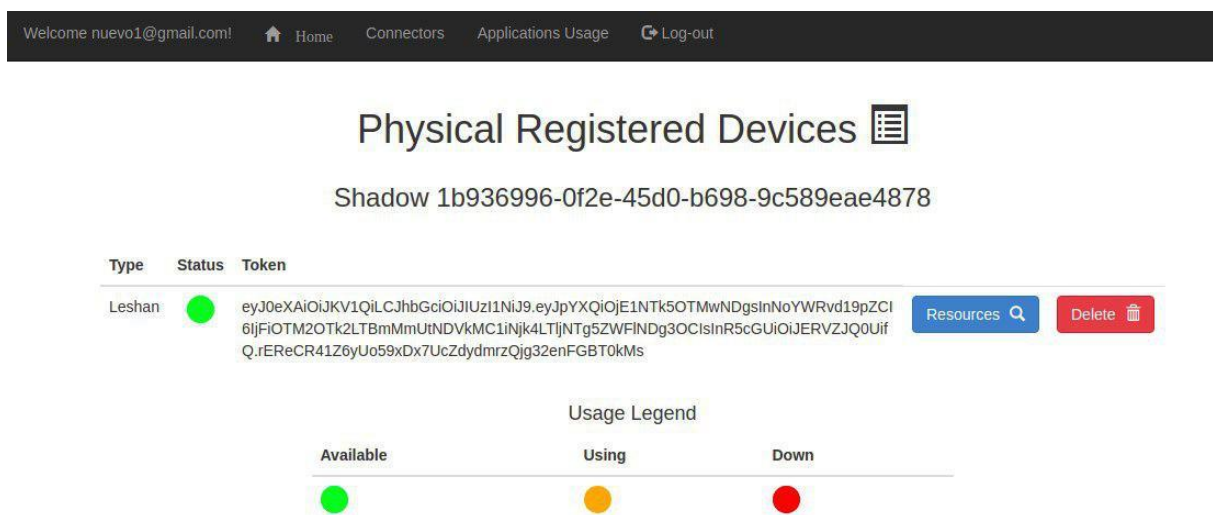 Welcome nuevo1@gmail.com! Home Connectors Applications Usage Log-out
Physical Registered Devices
Shadow 1b936996-0f2e-45d0-b698-9c589eae4878
Type Status Token
Leshan eyJ0eXAiOiJKV1QiLCJhbGciOiJIUzI1NiJ9.eyJpYXQiOjE1NTk5OTMwNDgsInNoYWRvd19pZCI Resources Delete
6IjFiOTM2OTk2LTBmMmUtNDVkMC1iNjk4LTljNTg5ZWFlNDg3OCIsInR5cGUiOiJERVZJQ0Uif
Q.rEReCR41Z6yUo59xDx7UcZdydmrzQjg32enFGBT0kMs
Usage Legend
Available Using Down